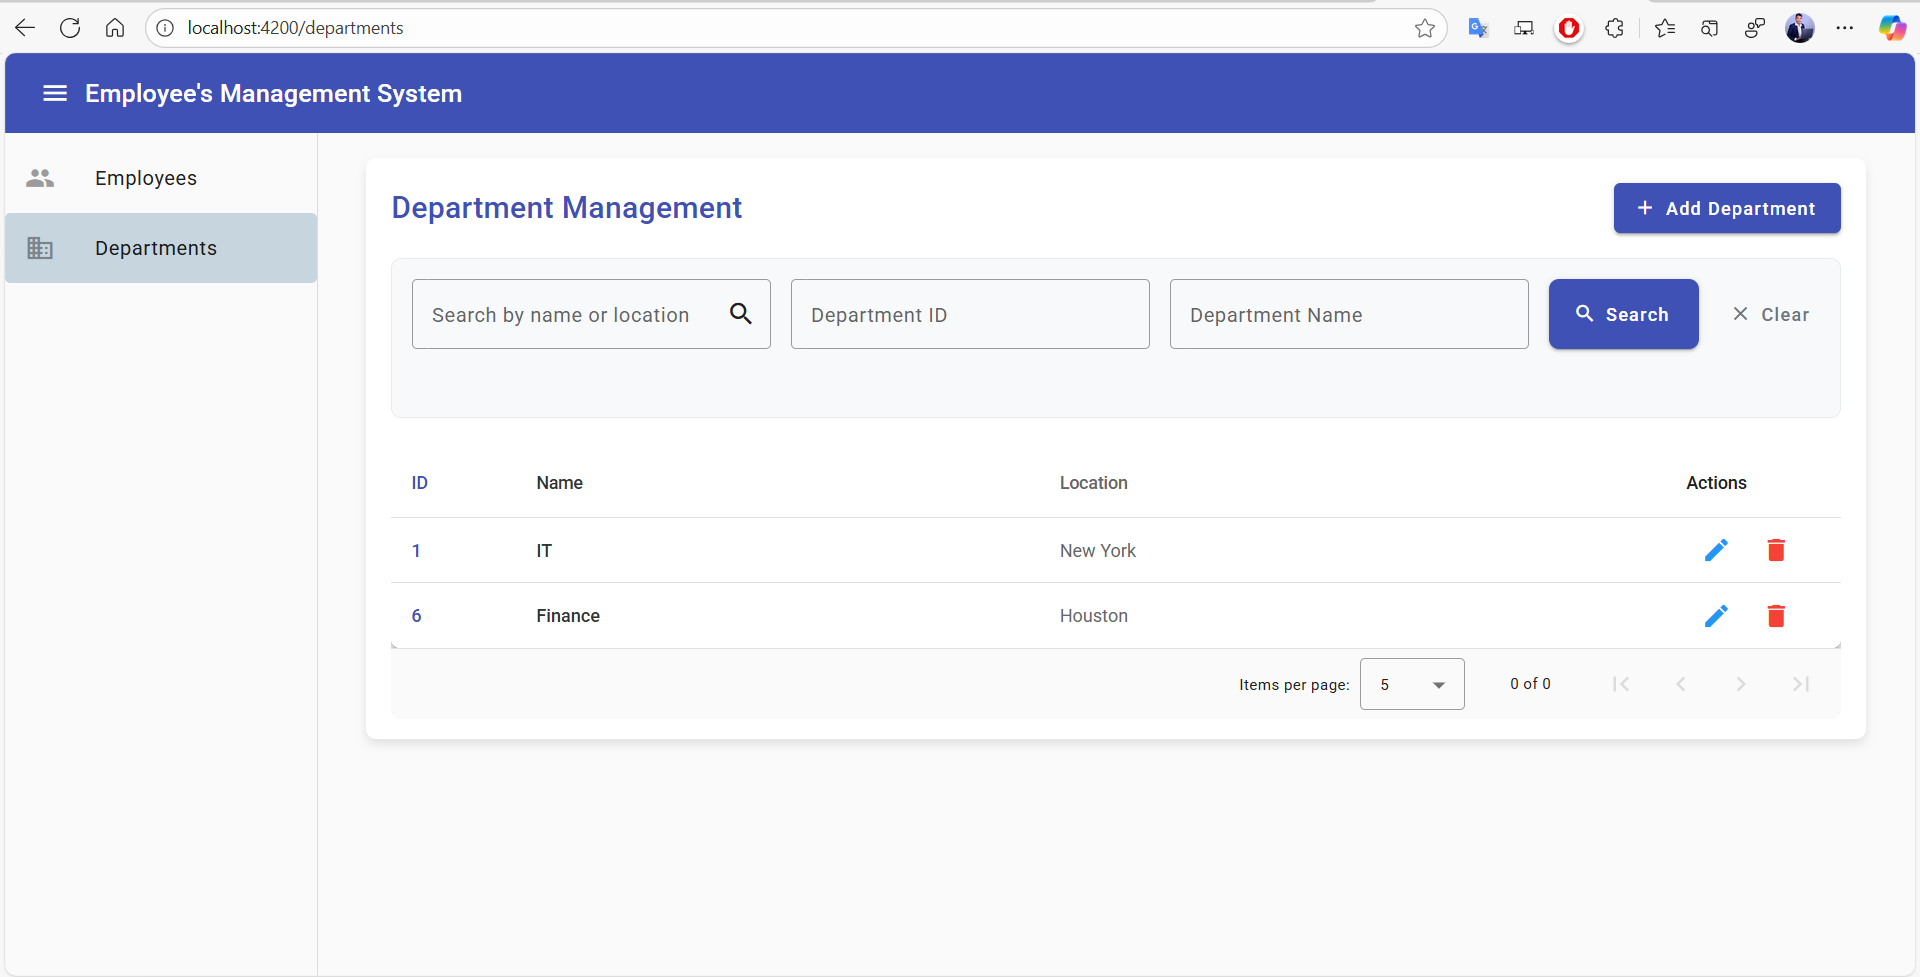 localhost:4200/departments
Employee's Management System
Employees
Departments
Department Management
+ Add Department
Search by name or location
Department ID
Department Name
Search
Clear
ID Name Location Actions
1 IT New York
6 Finance Houston
Items per page: 5 0 of 0